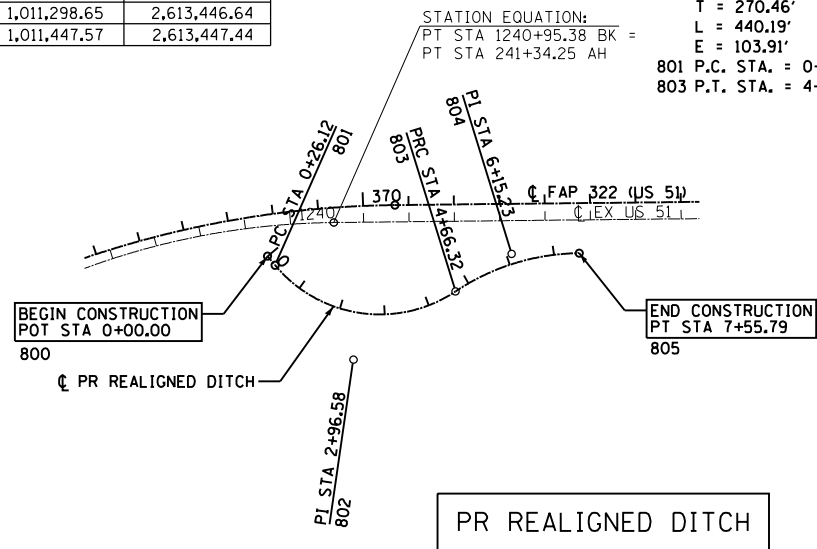 1,011,298.65 2,613,446.64
1,011,447.57 2,613,447.44
STATION EQUATION:
PT STA 1240+95.38 BK =
PT STA 241+34.25 AH
T = 270.46'
L = 440.19'
E = 103.91'
801 P.C. STA. = 0+
803 P.T. STA. = 4+
PC STA 0+26.12
801
PRC STA 4+66.32
803
PI STA 6+15.23
804
℄ FAP 322 (US 51)
℄ EX US 51
370
1240
0
BEGIN CONSTRUCTION
POT STA 0+00.00
800
END CONSTRUCTION
PT STA 7+55.79
805
℄ PR REALIGNED DITCH
PI STA 2+96.58
802
PR REALIGNED DITCH